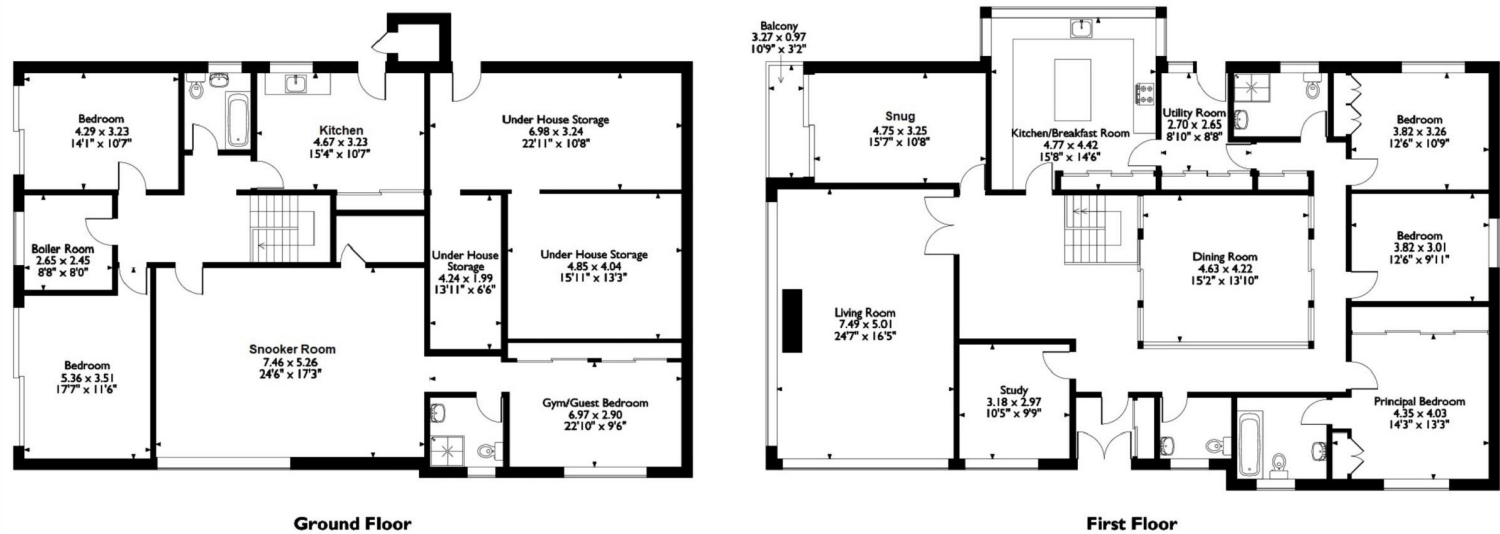 Bedroom
4.29 x 3.23
14'1" x 10'7"
Kitchen
4.67 x 3.23
15'4" x 10'7"
Under House Storage
6.98 x 3.24
22'11" x 10'8"
Boiler Room
2.65 x 2.45
8'8" x 8'0"
Under House
Storage
4.24 x 1.99
13'11" x 6'6"
Under House Storage
4.85 x 4.04
15'11" x 13'3"
Bedroom
5.36 x 3.51
17'7" x 11'6"
Snooker Room
7.46 x 5.26
24'6" x 17'3"
Gym/Guest Bedroom
6.97 x 2.90
22'10" x 9'6"
Ground Floor
Balcony
3.27 x 0.97
10'9" x 3'2"
Snug
4.75 x 3.25
15'7" x 10'8"
Kitchen/Breakfast Room
4.77 x 4.42
15'8" x 14'6"
Utility Room
2.70 x 2.65
8'10" x 8'8"
Bedroom
3.82 x 3.26
12'6" x 10'9"
Bedroom
3.82 x 3.01
12'6" x 9'11"
Dining Room
4.63 x 4.22
15'2" x 13'10"
Living Room
7.49 x 5.01
24'7" x 16'5"
Study
3.18 x 2.97
10'5" x 9'9"
Principal Bedroom
4.35 x 4.03
14'3" x 13'3"
First Floor